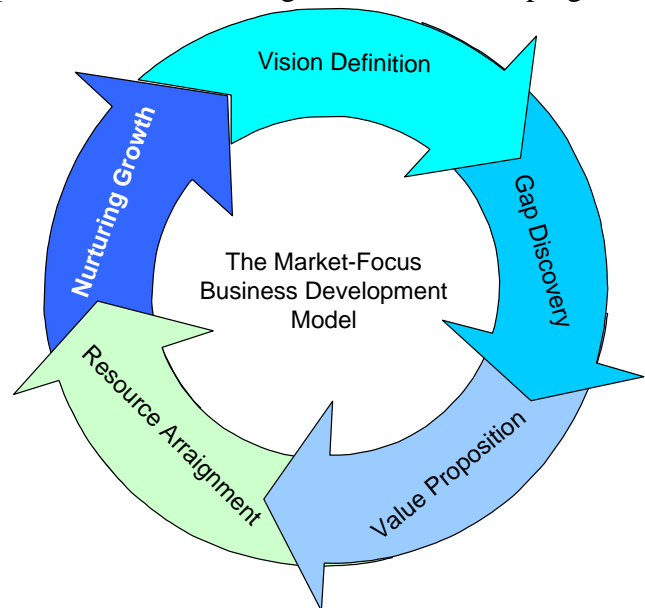 Vision Definition
Gap Discovery
Value Proposition
Resource Arraignment
Nurturing Growth
The Market-Focus
Business Development
Model